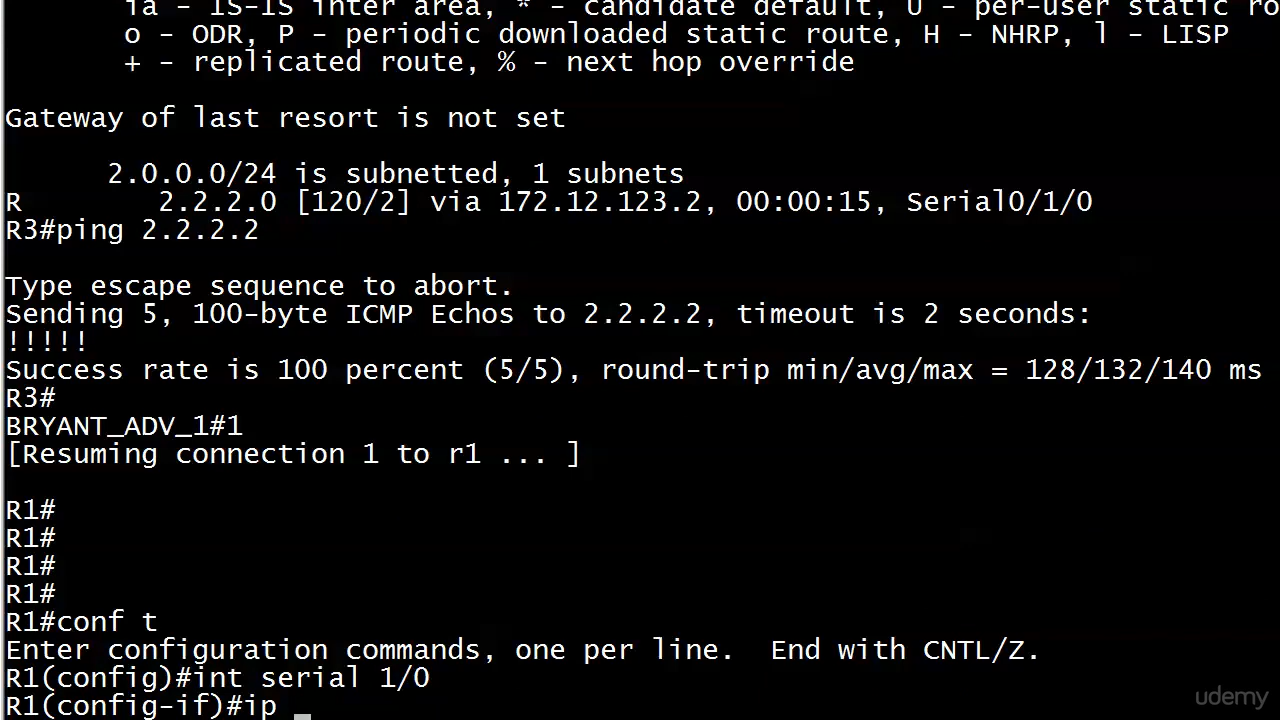 ia - IS-IS inter area, * - candidate default, U - per-user static ro
o - ODR, P - periodic downloaded static route, H - NHRP, l - LISP
+ - replicated route, % - next hop override
Gateway of last resort is not set
2.0.0.0/24 is subnetted, 1 subnets
R 2.2.2.0 [120/2] via 172.12.123.2, 00:00:15, Serial0/1/0
R3#ping 2.2.2.2
Type escape sequence to abort.
Sending 5, 100-byte ICMP Echos to 2.2.2.2, timeout is 2 seconds:
!!!!!
Success rate is 100 percent (5/5), round-trip min/avg/max = 128/132/140 ms
R3#
BRYANT_ADV_1#1
[Resuming connection 1 to r1 ... ]
R1#
R1#
R1#
R1#
R1#conf t
Enter configuration commands, one per line.  End with CNTL/Z.
R1(config)#int serial 1/0
R1(config-if)#ip
udemy